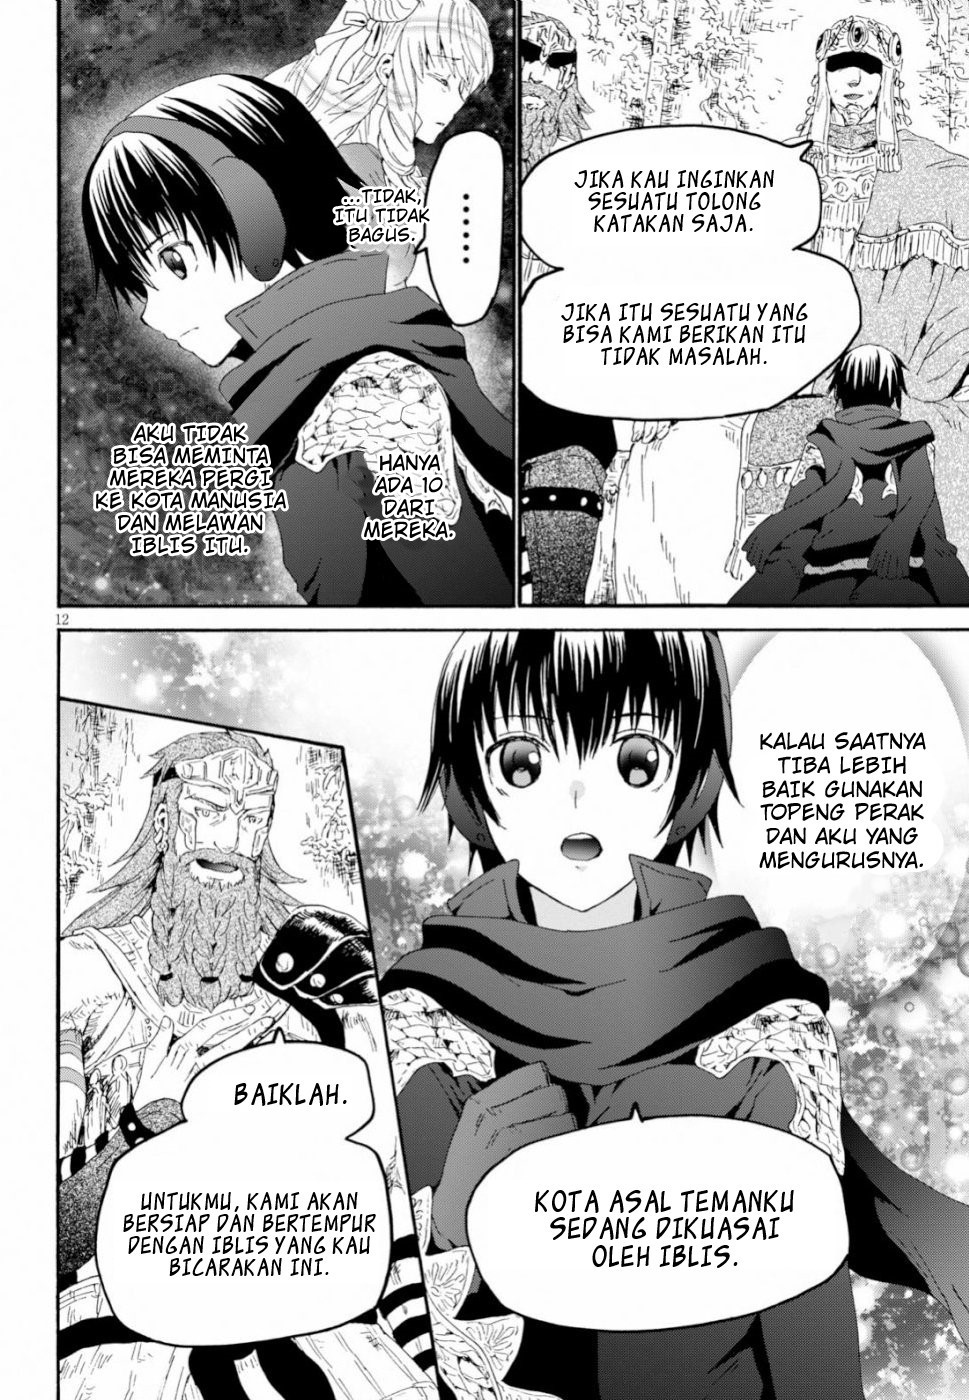 JIKA KAU INGINKAN
SESUATU TOLONG
KATAKAN SAJA.
JIKA ITU SESUATU YANG
BISA KAMI BERIKAN ITU
TIDAK MASALAH.
......
...TIDAK,
ITU TIDAK
BAGUS.
HANYA
ADA 10
DARI
MEREKA.
AKU TIDAK
BISA MEMINTA
MEREKA PERGI
KE KOTA MANUSIA
DAN MELAWAN
IBLIS ITU.
12
KALAU SAATNYA
TIBA LEBIH
BAIK GUNAKAN
TOPENG PERAK
DAN AKU YANG
MENGURUSNYA.
KOTA ASAL TEMANKU
SEDANG DIKUASAI
OLEH IBLIS.
BAIKLAH.
UNTUKMU, KAMI AKAN
BERSIAP DAN BERTEMPUR
DENGAN IBLIS YANG KAU
BICARAKAN INI.